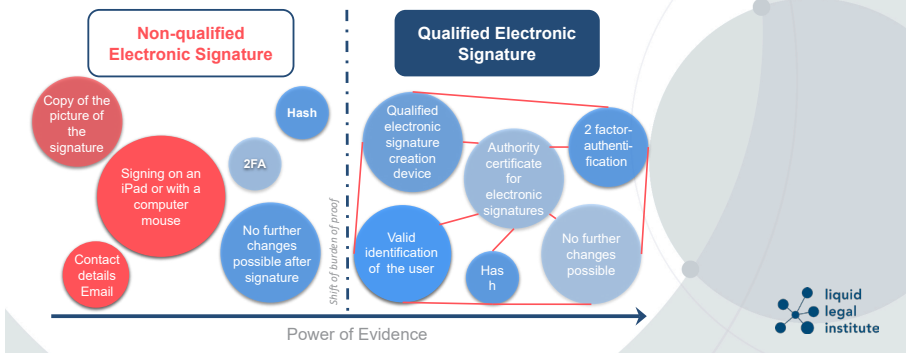 Non-qualified
Electronic Signature
Qualified Electronic
Signature
Copy of the
picture of
the
signature
Hash
2FA
Signing on an
iPad or with a
computer
mouse
No further
changes
possible after
signature
Contact
details
Email
Shift of burden of proof
Qualified
electronic
signature
creation
device
Authority
certificate
for
electronic
signatures
2 factor-
authenti-
fication
Valid
identification
of the user
Has
h
No further
changes
possible
Power of Evidence
liquid
legal
institute